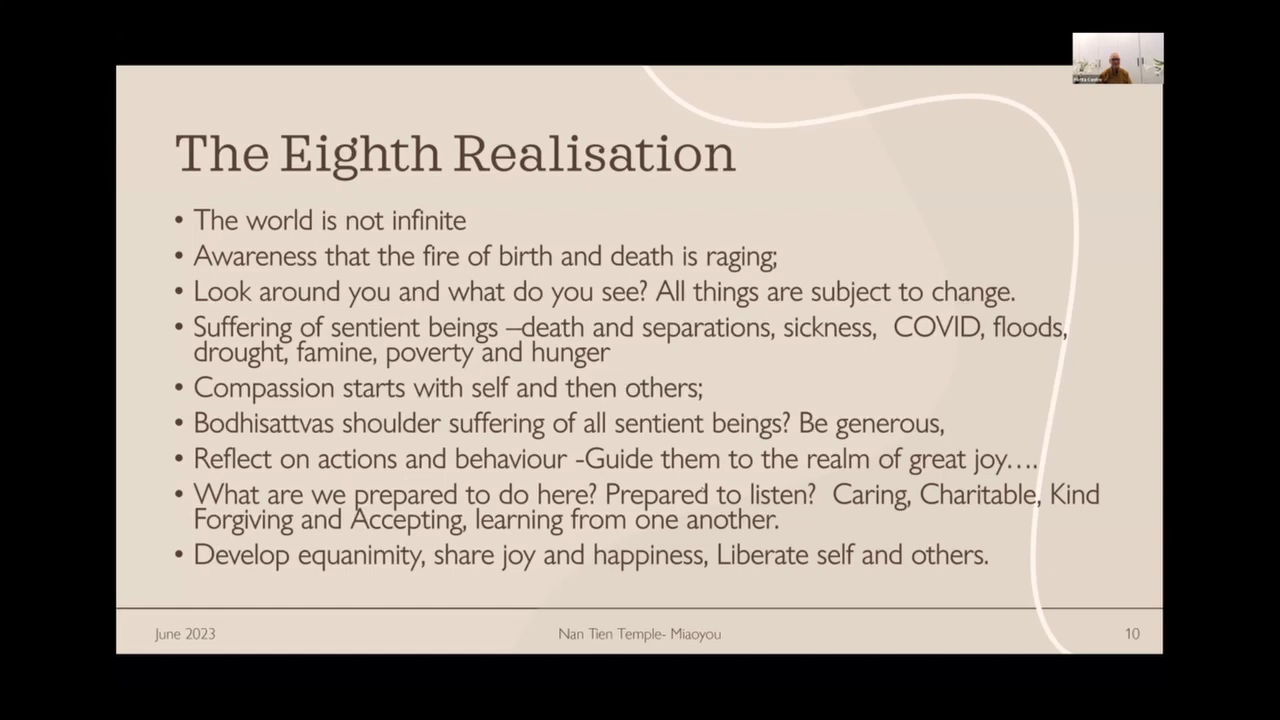 The Eighth Realisation
• The world is not infinite
• Awareness that the fire of birth and death is raging;
• Look around you and what do you see? All things are subject to change.
• Suffering of sentient beings –death and separations, sickness,  COVID, floods,
drought, famine, poverty and hunger
• Compassion starts with self and then others;
• Bodhisattvas shoulder suffering of all sentient beings? Be generous,
• Reflect on actions and behaviour -Guide them to the realm of great joy….
• What are we prepared to do here? Prepared to listen?  Caring, Charitable, Kind
Forgiving and Accepting, learning from one another.
• Develop equanimity, share joy and happiness, Liberate self and others.
June 2023
Nan Tien Temple- Miaoyou
10